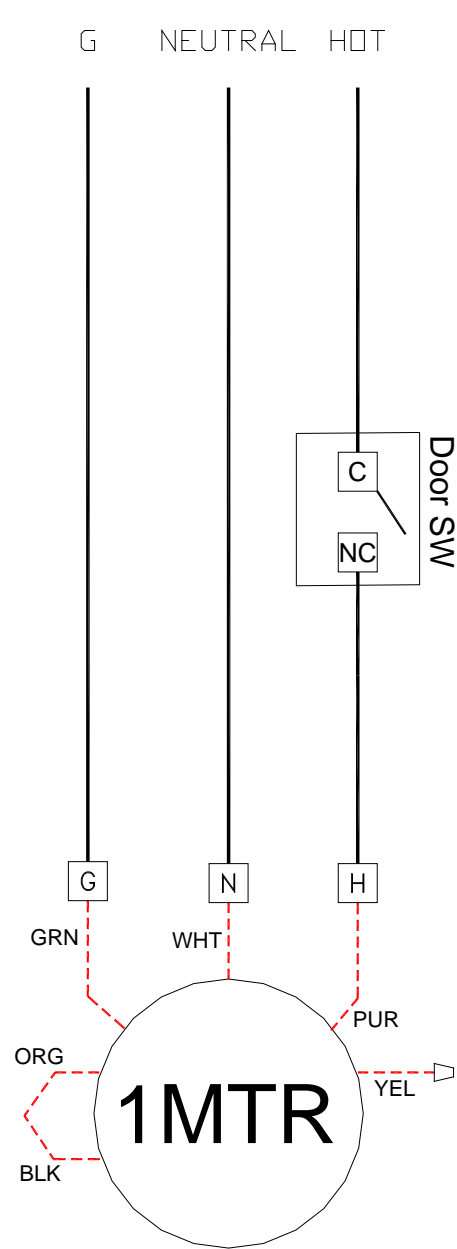 G NEUTRAL HOT
C
Door SW
NC
G N H
GRN WHT
PUR
ORG
YEL
1MTR
BLK